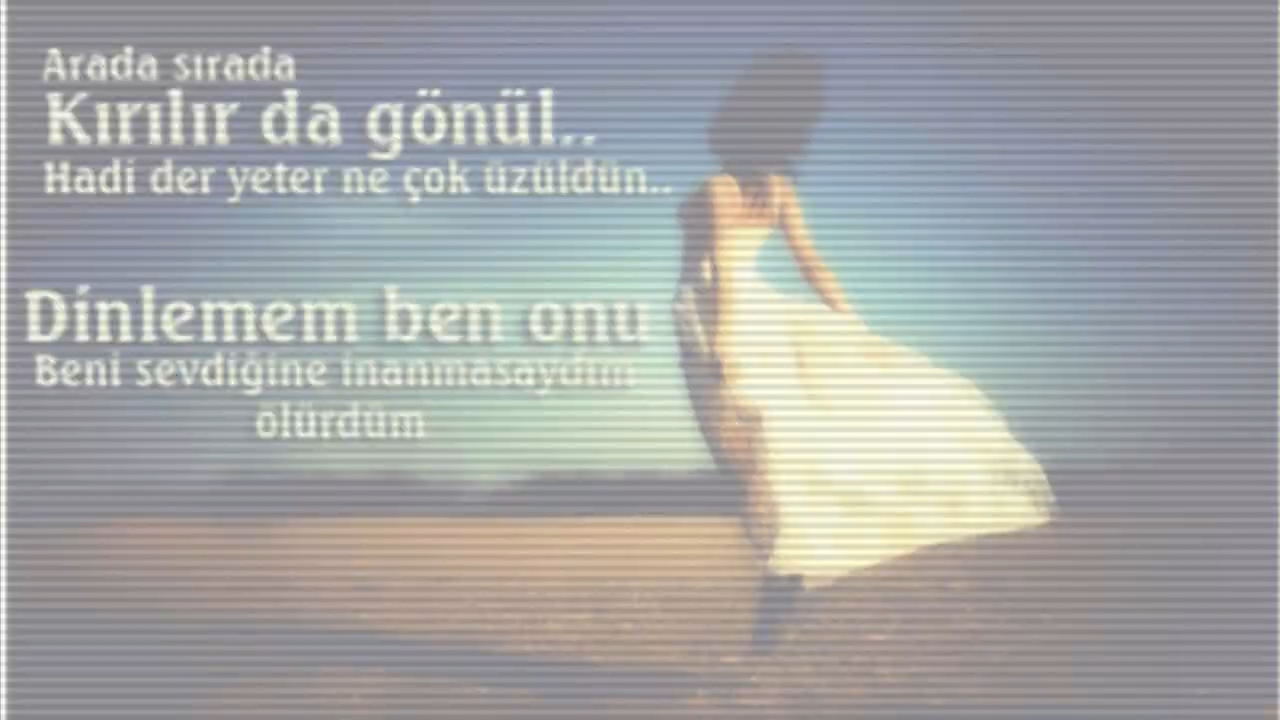 Arada sırada
Kırılır da gönül..
Hadi der yeter ne çok üzüldün..
Dinlemem ben onu
Beni sevdiğine inanmasaydım
ölürdüm